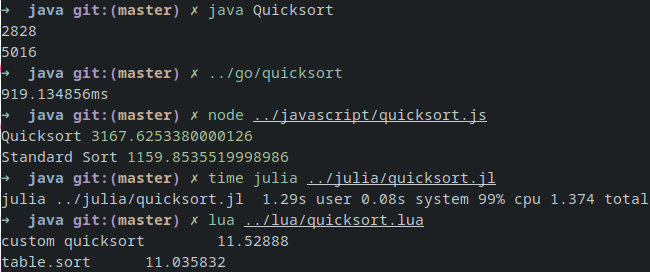 ➜  java git:(master) ✗ java Quicksort
2828
5016
➜  java git:(master) ✗ ../go/quicksort
919.134856ms
➜  java git:(master) ✗ node ../javascript/quicksort.js
Quicksort 3167.6253380000126
Standard Sort 1159.8535519998986
➜  java git:(master) ✗ time julia ../julia/quicksort.jl
julia ../julia/quicksort.jl  1.29s user 0.08s system 99% cpu 1.374 total
➜  java git:(master) ✗ lua ../lua/quicksort.lua
custom quicksort        11.52888
table.sort      11.035832